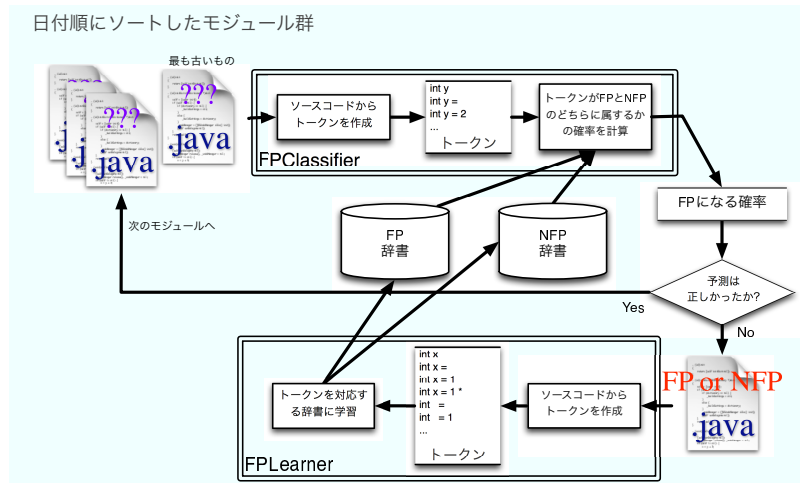 日付順にソートしたモジュール群
最も古いもの
???
.java
???
???
.java
ソースコードから
トークンを作成
int y
int y =
int y = 2
...
トークン
トークンがFPとNFP
のどちらに属するか
の確率を計算
FPClassifier
FPになる確率
次のモジュールへ
FP
辞書
NFP
辞書
予測は
正しかったか?
Yes
No
FP or NFP
.java
ソースコードから
トークンを作成
int x
int x =
int x = 1
int x = 1 *
int =
int = 1
...
トークン
トークンを対応す
る辞書に学習
FPLearner